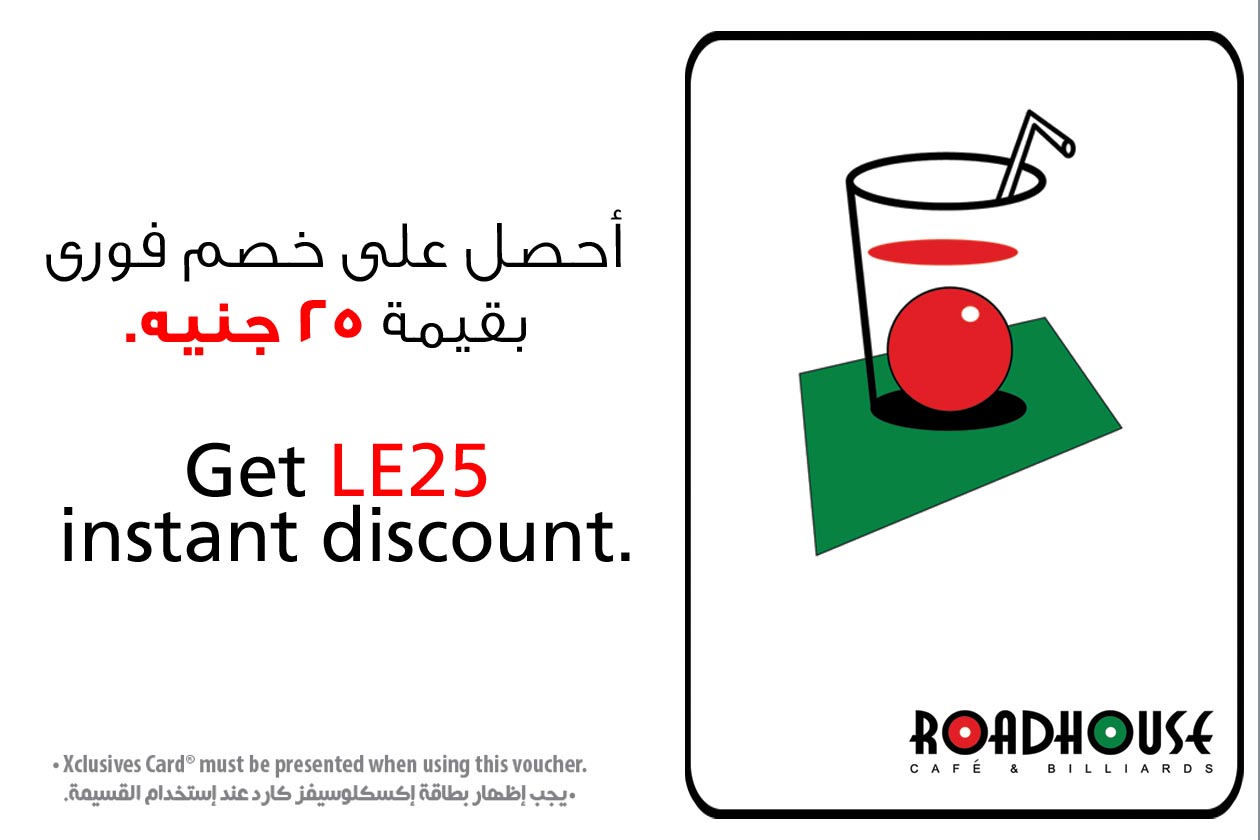 أحصل على خصم فورى
بقيمة ٢٥ جنيه.
Get LE25
instant discount.
• Xclusives Card® must be presented when using this voucher.
•يجب إظهار بطاقة إكسكلوسيفز كارد عند إستخدام القسيمة.
ROADHOUSE
CAFÉ & BILLIARDS